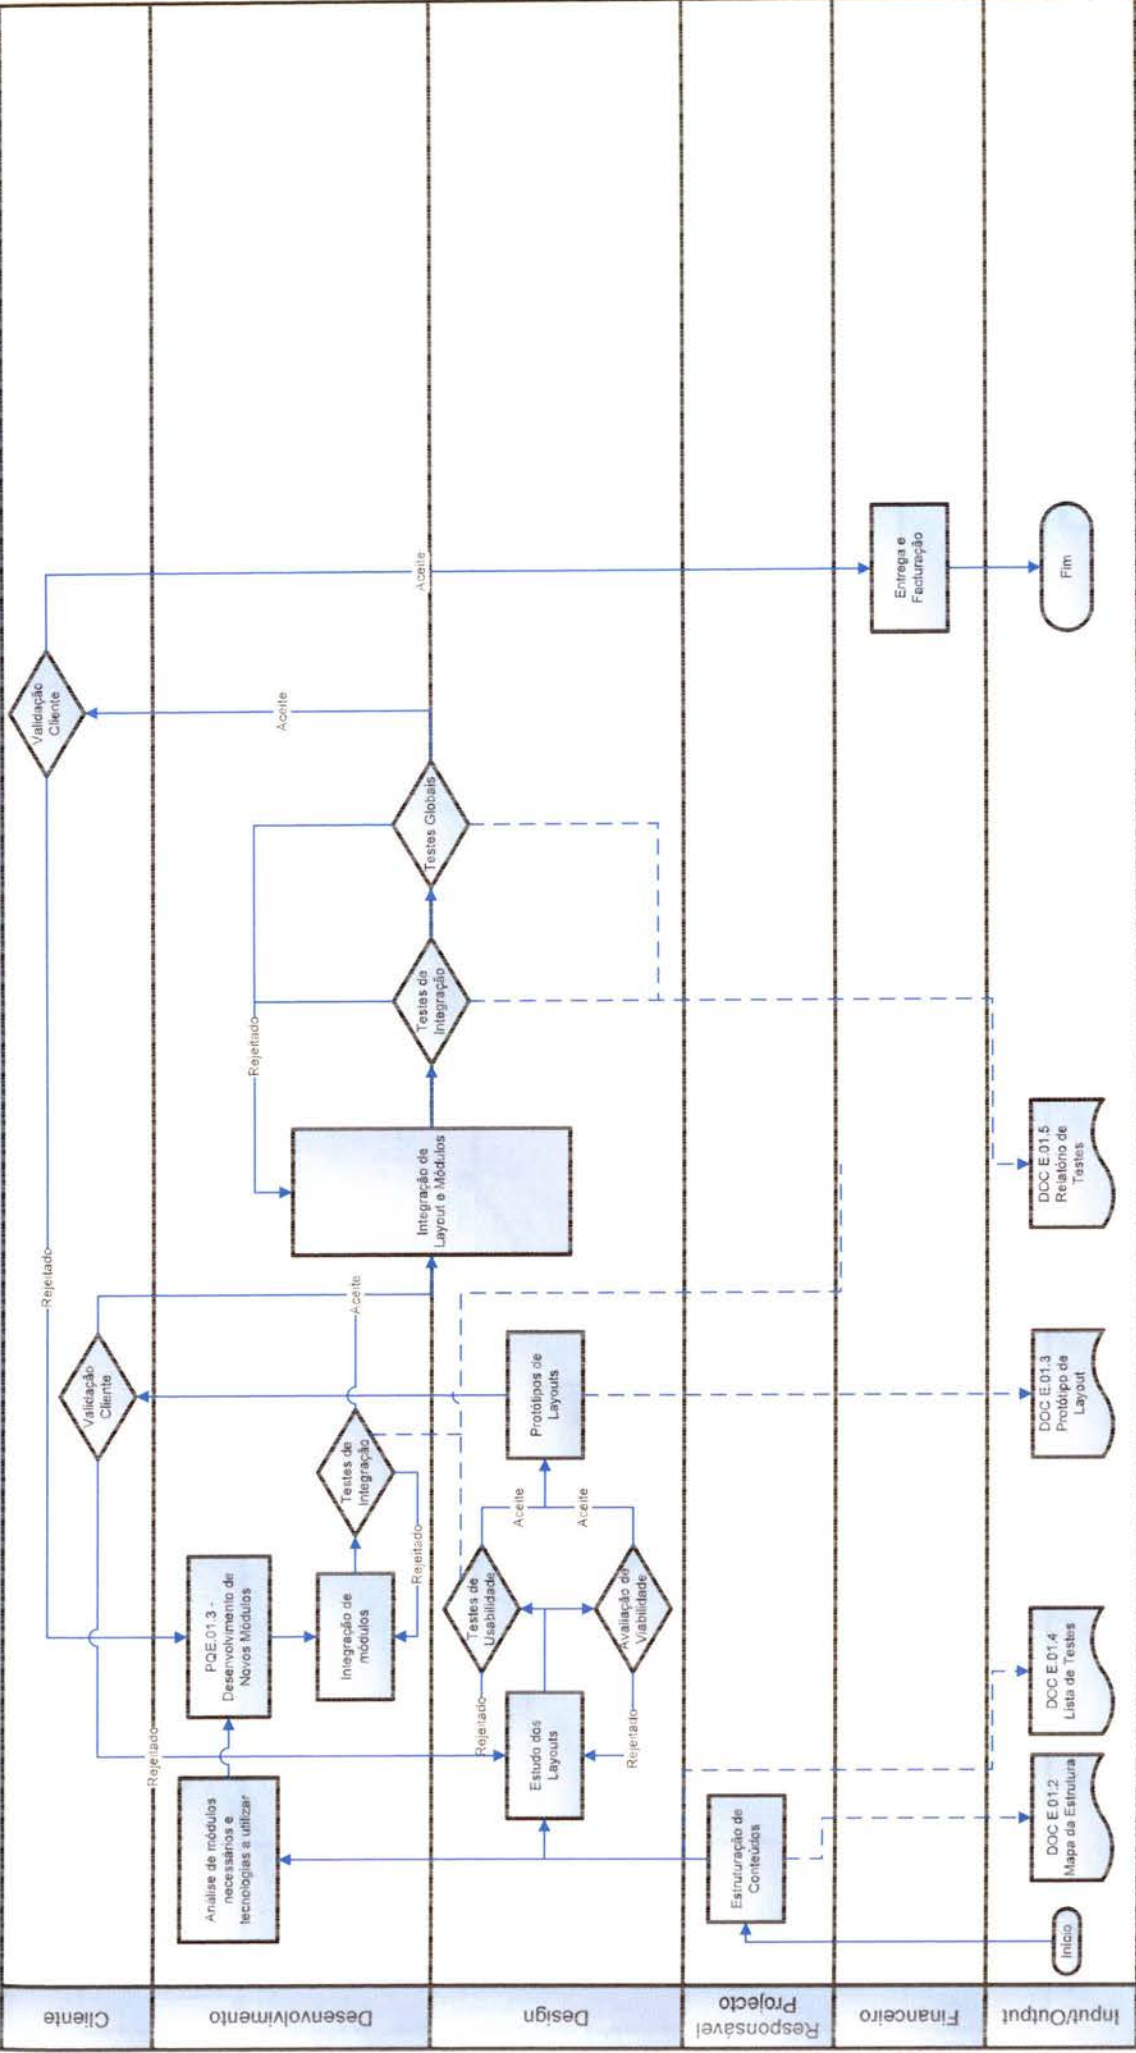 Cliente
Desenvolvimento
Design
Responsável
Projecto
Financeiro
Input/Output
Validação
Cliente
Rejeitado
Aceite
Validação
Cliente
Rejeitado
Análise de módulos
necessários e
tecnologias a utilizar
PQE.01.3 -
Desenvolvimento de
Novos Módulos
Integração de
módulos
Testes de
Integração
Rejeitado
Aceite
Integração de
Layout e Módulos
Rejeitado
Testes de
Integração
Testes Globais
Aceite
Estudo dos
Layouts
Rejeitado
Rejeitado
Testes de
Usabilidade
Avaliação de
Viabilidade
Aceite
Aceite
Protótipos de
Layouts
Estruturação de
Conteúdos
Entrega e
Facturação
Início
DOC E.01.2
Mapa da Estrutura
DOC E.01.4
Lista de Testes
DOC E.01.3
Protótipo de
Layout
DOC E.01.5
Relatório de
Testes
Fim